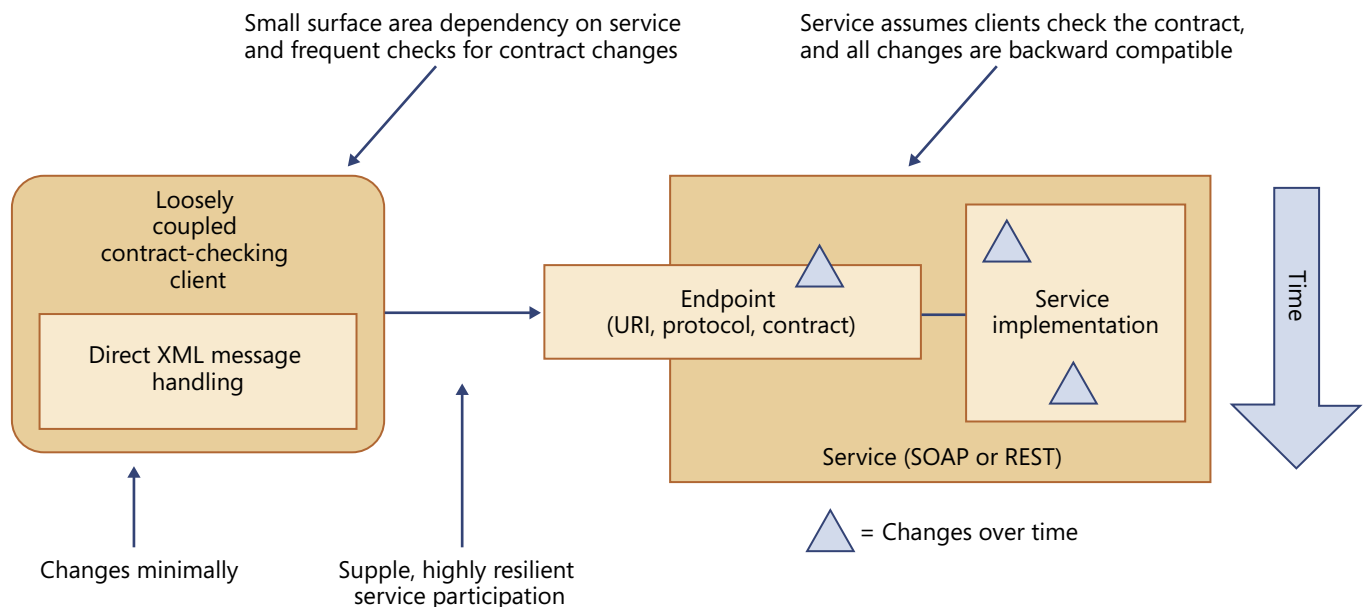 Small surface area dependency on service
and frequent checks for contract changes
Service assumes clients check the contract,
and all changes are backward compatible
Loosely
coupled
contract-checking
client
Direct XML message
handling
Endpoint
(URI, protocol, contract)
Service
implementation
Service (SOAP or REST)
Time
= Changes over time
Changes minimally
Supple, highly resilient
service participation